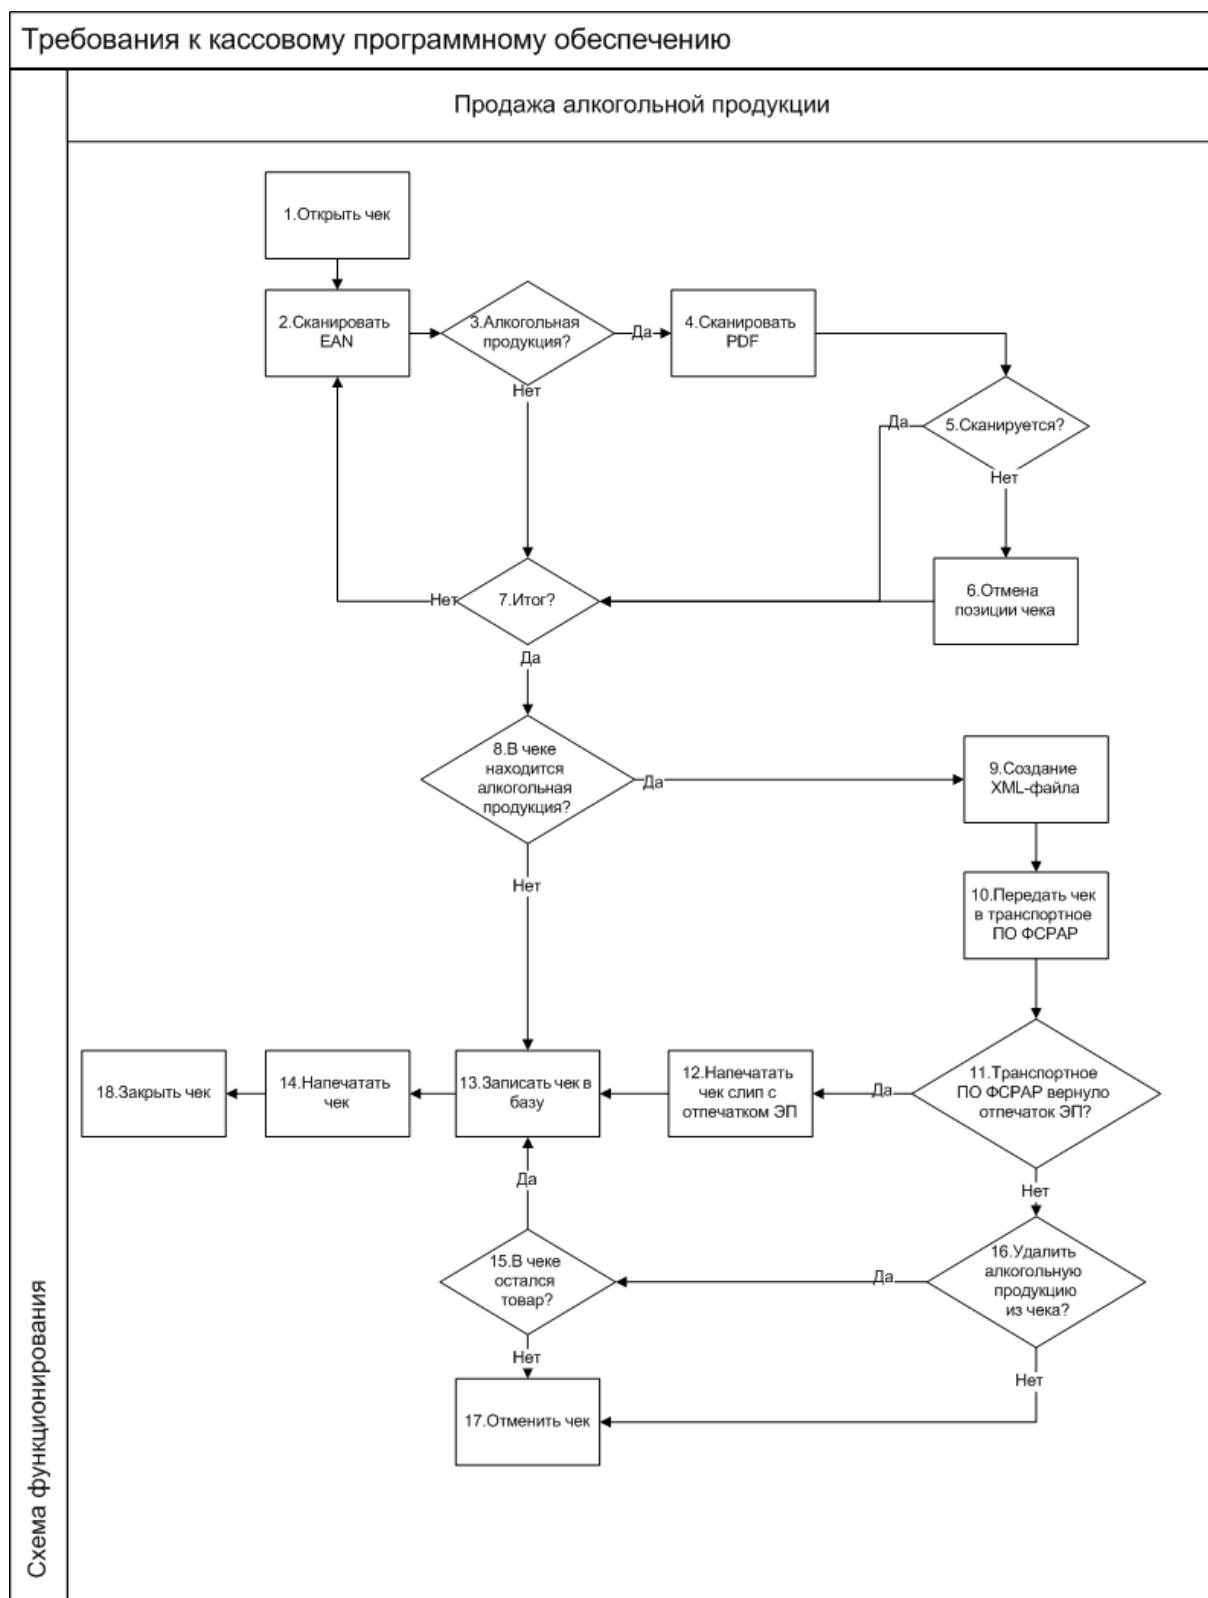 Требования к кассовому программному обеспечению
Продажа алкогольной продукции
Схема функционирования
1.Открыть чек
2.Сканировать
EAN
3.Алкогольная
продукция?
Да
4.Сканировать
PDF
Нет
5.Сканируется?
Да
Нет
6.Отмена
позиции чека
7.Итог?
Нет
Да
8.В чеке
находится
алкогольная
продукция?
Да
Нет
9.Создание
XML-файла
10.Передать чек
в транспортное
ПО ФСРАР
11.Транспортное
ПО ФСРАР вернуло
отпечаток ЭП?
Да
Нет
12.Напечатать
чек слип с
отпечатком ЭП
13.Записать чек в
базу
14.Напечатать
чек
18.Закрыть чек
Да
15.В чеке
остался
товар?
Нет
16.Удалить
алкогольную
продукцию
из чека?
Да
Нет
17.Отменить чек